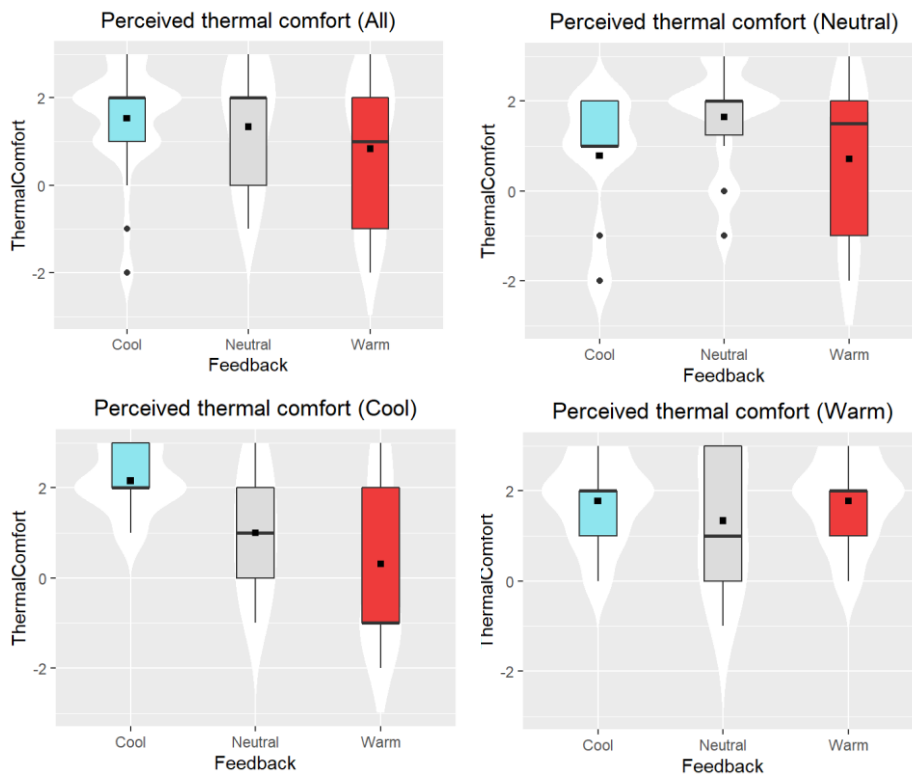 Perceived thermal comfort (All)
ThermalComfort
2
0
-2
Cool Neutral Warm
Feedback
Perceived thermal comfort (Neutral)
ThermalComfort
2
0
-2
Cool Neutral Warm
Feedback
Perceived thermal comfort (Cool)
ThermalComfort
2
0
-2
Cool Neutral Warm
Feedback
Perceived thermal comfort (Warm)
ThermalComfort
2
0
-2
Cool Neutral Warm
Feedback